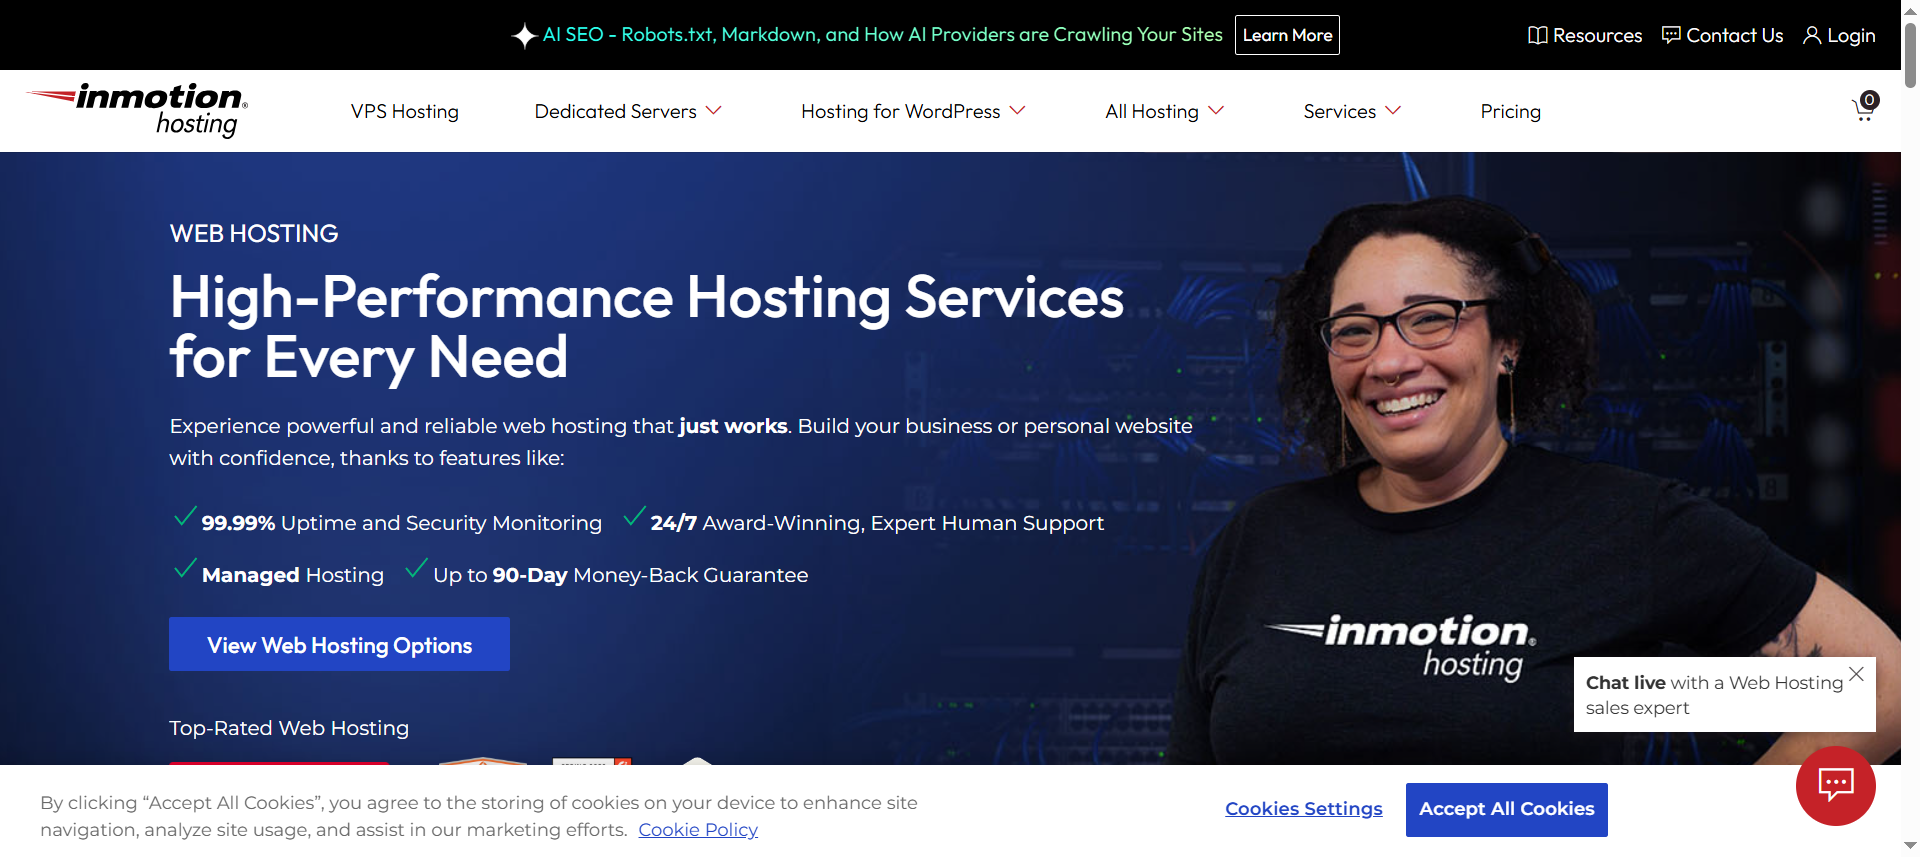 AI SEO - Robots.txt, Markdown, and How AI Providers are Crawling Your Sites
Learn More
Resources
Contact Us
Login
inmotion®
hosting
VPS Hosting
Dedicated Servers
Hosting for WordPress
All Hosting
Services
Pricing
0
WEB HOSTING
High-Performance Hosting Services
for Every Need
Experience powerful and reliable web hosting that just works. Build your business or personal website
with confidence, thanks to features like:
99.99% Uptime and Security Monitoring
24/7 Award-Winning, Expert Human Support
Managed Hosting
Up to 90-Day Money-Back Guarantee
View Web Hosting Options
inmotion®
hosting
Chat live with a Web Hosting
sales expert
Top-Rated Web Hosting
By clicking “Accept All Cookies”, you agree to the storing of cookies on your device to enhance site
navigation, analyze site usage, and assist in our marketing efforts. Cookie Policy
Cookies Settings
Accept All Cookies